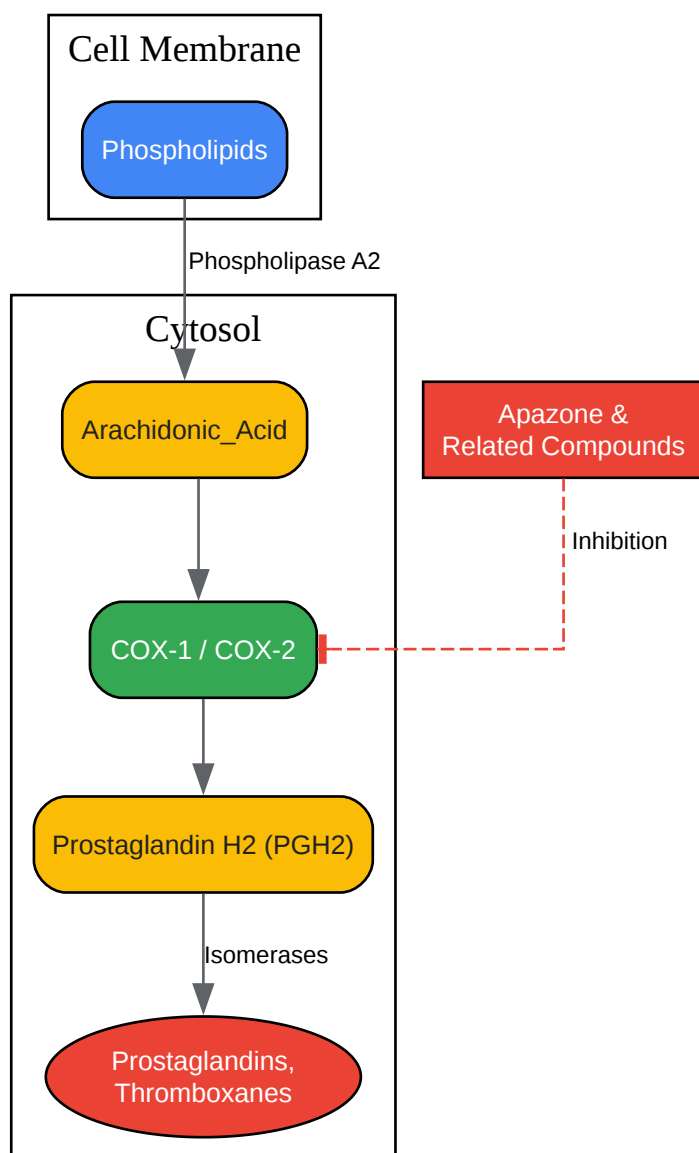 Cell Membrane
Phospholipids
Phospholipase A2
Cytosol
Arachidonic_Acid
Apazone &
Related Compounds
Inhibition
COX-1 / COX-2
Prostaglandin H2 (PGH2)
Isomerases
Prostaglandins,
Thromboxanes